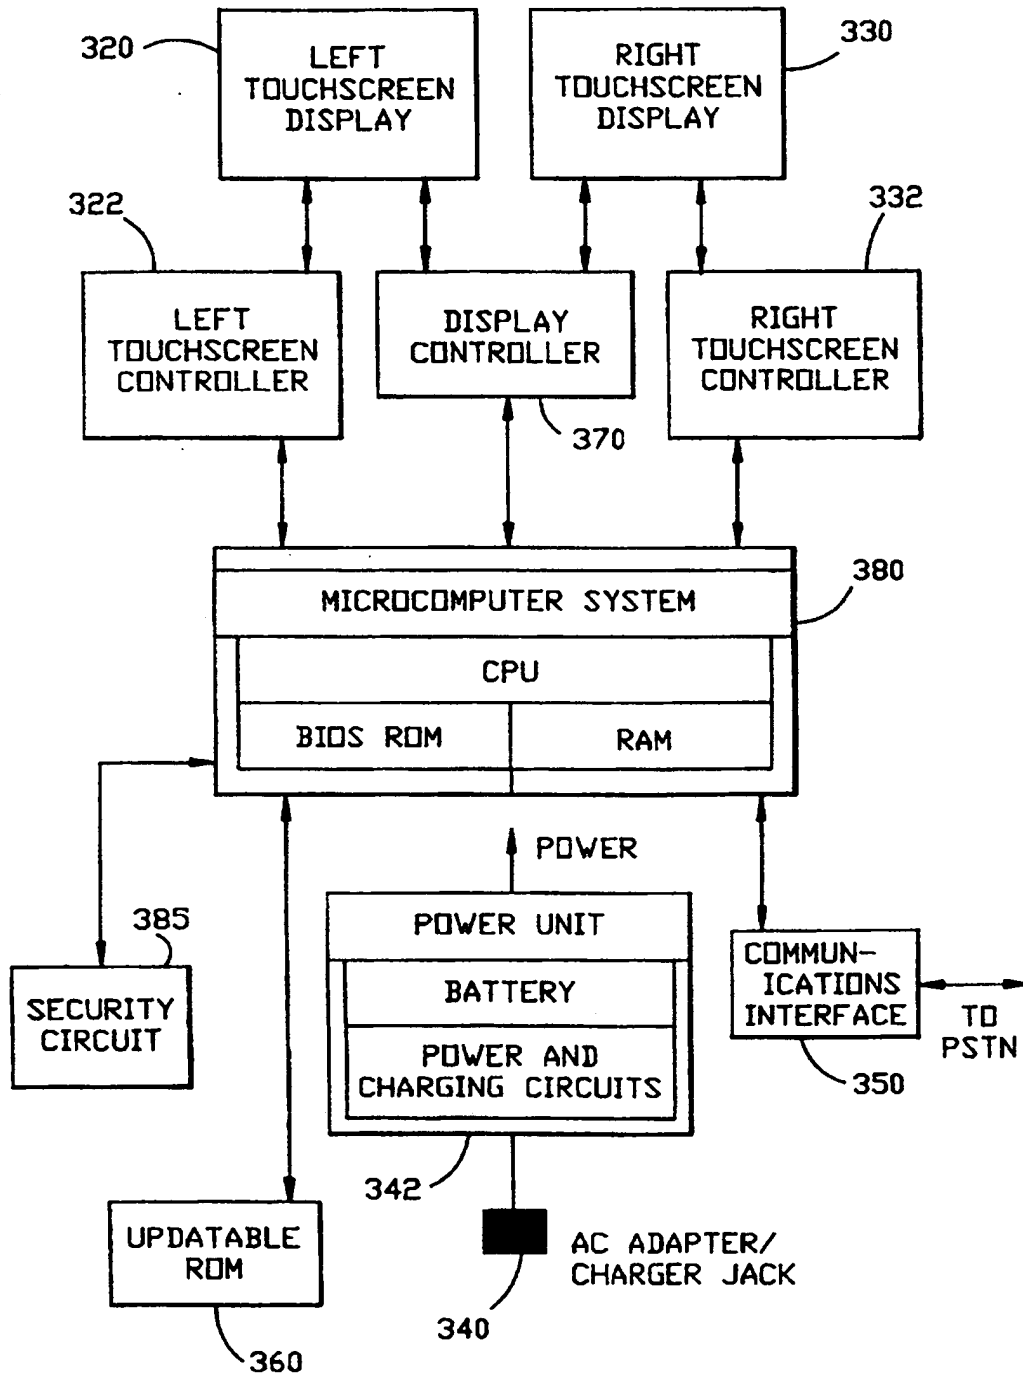 320
LEFT
TOUCHSCREEN
DISPLAY
RIGHT
TOUCHSCREEN
DISPLAY
330
322
LEFT
TOUCHSCREEN
CONTROLLER
DISPLAY
CONTROLLER
370
332
RIGHT
TOUCHSCREEN
CONTROLLER
380
MICROCOMPUTER SYSTEM
CPU
BIOS ROM
RAM
POWER
385
SECURITY
CIRCUIT
POWER UNIT
BATTERY
POWER AND
CHARGING CIRCUITS
342
COMMUN-
ICATIONS
INTERFACE
TO
PSTN
350
UPDATABLE
ROM
360
AC ADAPTER/
CHARGER JACK
340